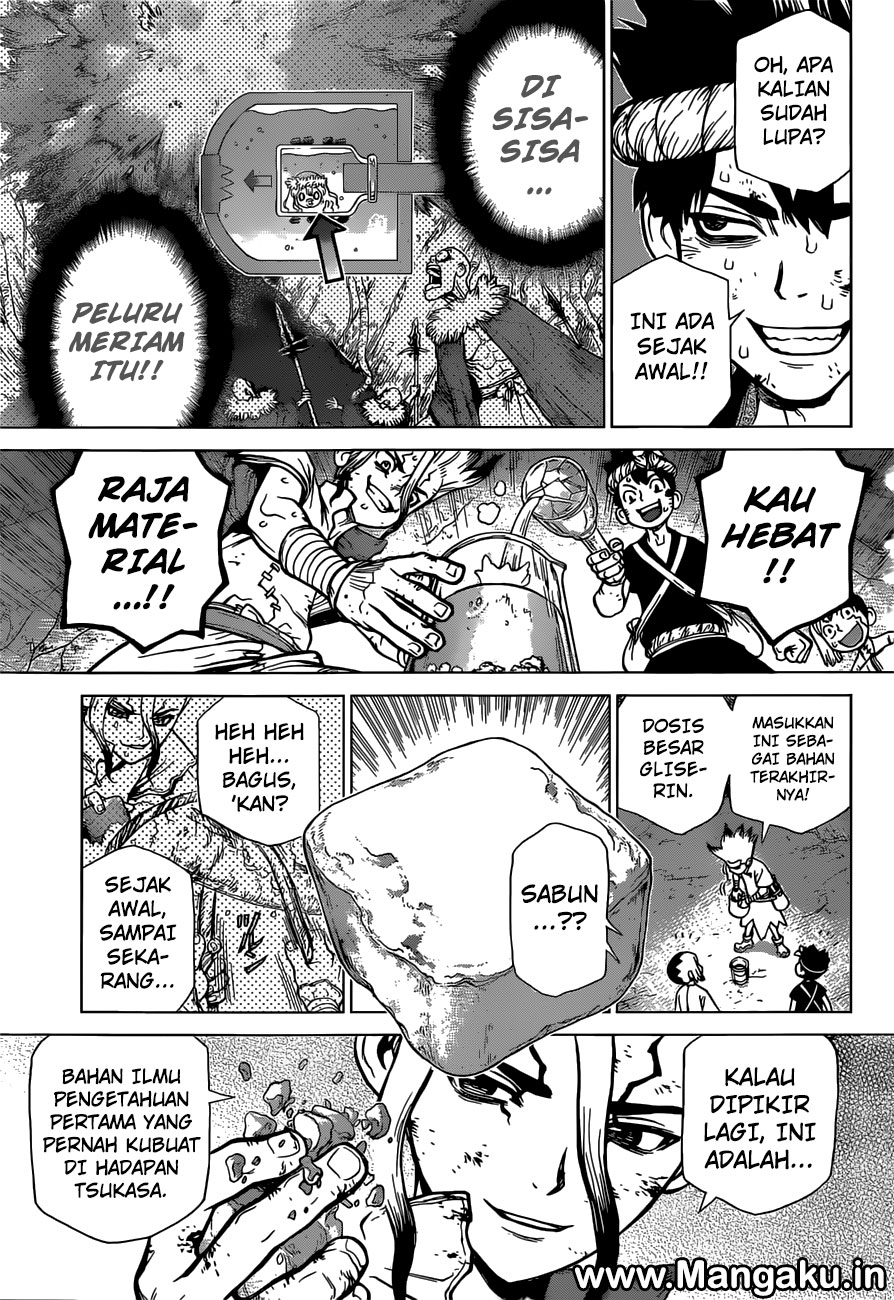 OH, APA
KALIAN
SUDAH
LUPA?
INI ADA
SEJAK
AWAL!!
DI
SISA-
SISA
...
PELURU
MERIAM
ITU!!
KAU
HEBAT
!!
RAJA
MATE-
RIAL
...!!
MASUKKAN
INI SEBA-
GAI BAHAN
TERAKHIR-
NYA!
DOSIS
BESAR
GLISE-
RIN.
SABUN
...??
HEH HEH
HEH...
BAGUS,
'KAN?
SEJAK
AWAL,
SAMPAI
SEKA-
RANG...
KALAU
DIPIKIR
LAGI, INI
ADALAH...
BAHAN ILMU
PENGETAHUAN
PERTAMA YANG
PERNAH KUBUAT
DI HADAPAN
TSUKASA.
www.Mangaku.in